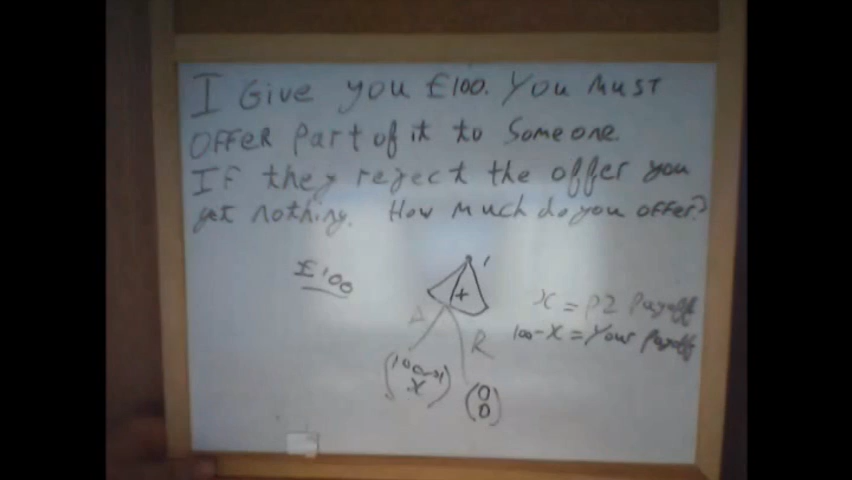 I Give you £100. You must
OFFER part of it to Someone
If they reject the offer you
get nothing. How much do you offer?
£100
1
x
x = P2 Payoff
A
R
100-x = Your payoff
(100-x
x)
(0
0)